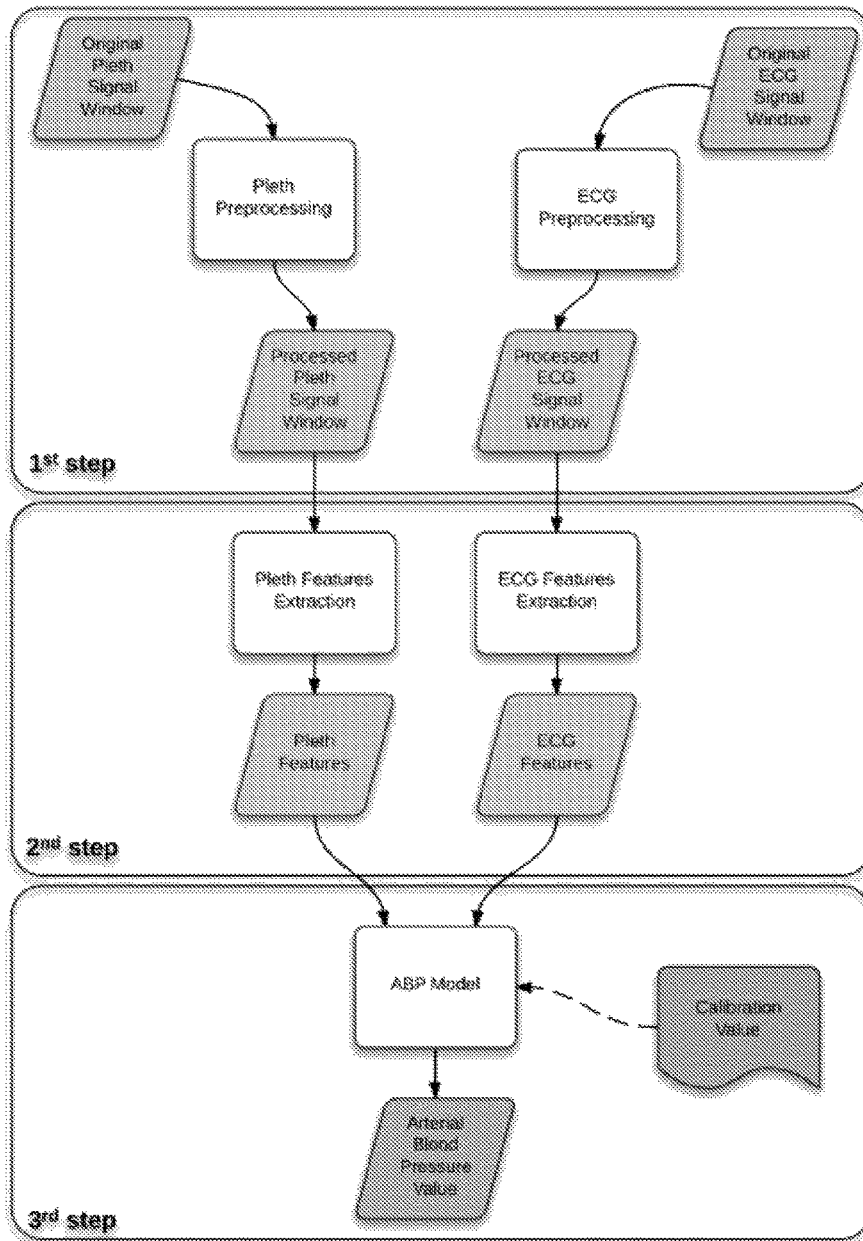 Original
Pleth
Signal
Window
Original
ECG
Signal
Window
Pleth
Preprocessing
ECG
Preprocessing
Processed
Pleth
Signal
Window
Processed
ECG
Signal
Window
1st step
Pleth Features
Extraction
ECG Features
Extraction
Pleth
Features
ECG
Features
2nd step
ABP Model
Calibration
Value
Arterial
Blood
Pressure
Value
3rd step